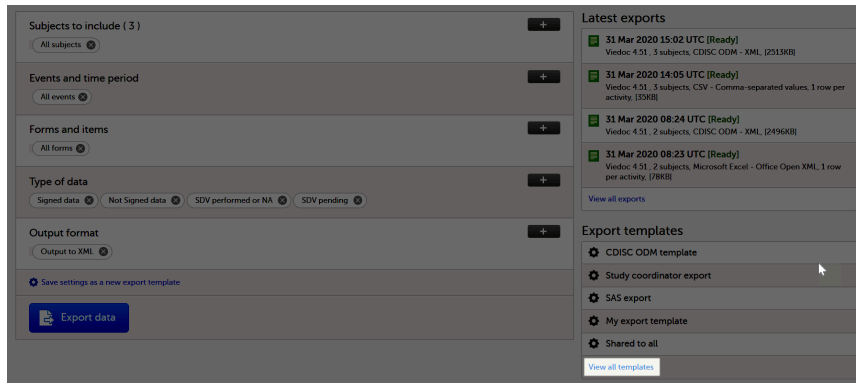 Subjects to include ( 3 )
All subjects
Events and time period
All events
Forms and items
All forms
Type of data
Signed data Not Signed data SDV performed or NA SDV pending
Output format
Output to XML
Save settings as a new export template
Export data
Latest exports
31 Mar 2020 15:02 UTC [Ready]
Viedoc 4.51 , 3 subjects, CDISC ODM - XML, [2513KB]
31 Mar 2020 14:05 UTC [Ready]
Viedoc 4.51 , 3 subjects, CSV - Comma-separated values, 1 row per
activity, [35KB]
31 Mar 2020 08:24 UTC [Ready]
Viedoc 4.51 , 2 subjects, CDISC ODM - XML, [2496KB]
31 Mar 2020 08:23 UTC [Ready]
Viedoc 4.51 , 2 subjects, Microsoft Excel - Office Open XML, 1 row
per activity, [78KB]
View all exports
Export templates
CDISC ODM template
Study coordinator export
SAS export
My export template
Shared to all
View all templates